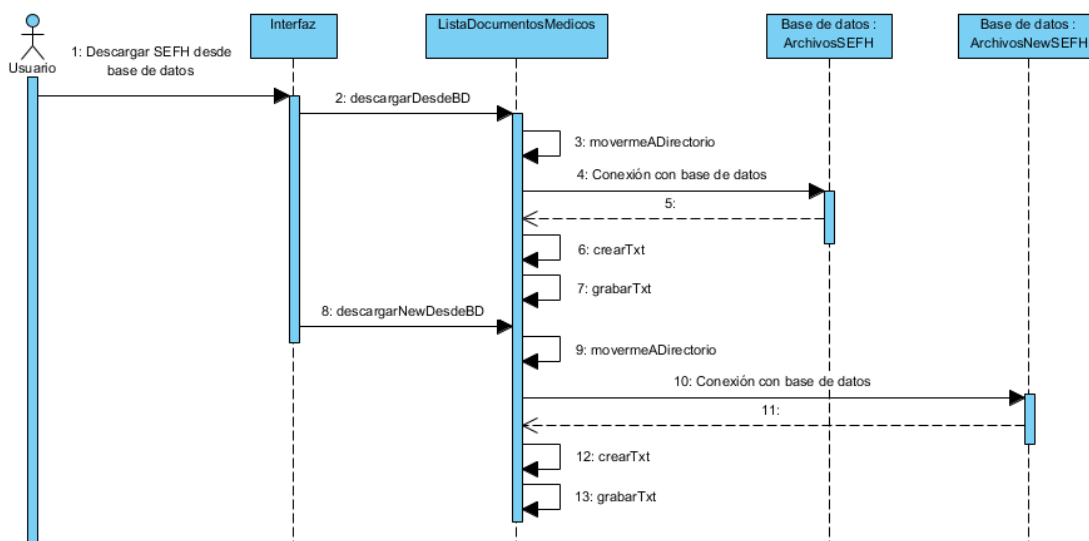 Interfaz
ListaDocumentosMedicos
Base de datos :
ArchivosSEFH
Base de datos :
ArchivosNewSEFH
Usuario
1: Descargar SEFH desde
base de datos
2: descargarDesdeBD
3: movermeADirectorio
4: Conexión con base de datos
5:
6: crearTxt
7: grabarTxt
8: descargarNewDesdeBD
9: movermeADirectorio
10: Conexión con base de datos
11:
12: crearTxt
13: grabarTxt